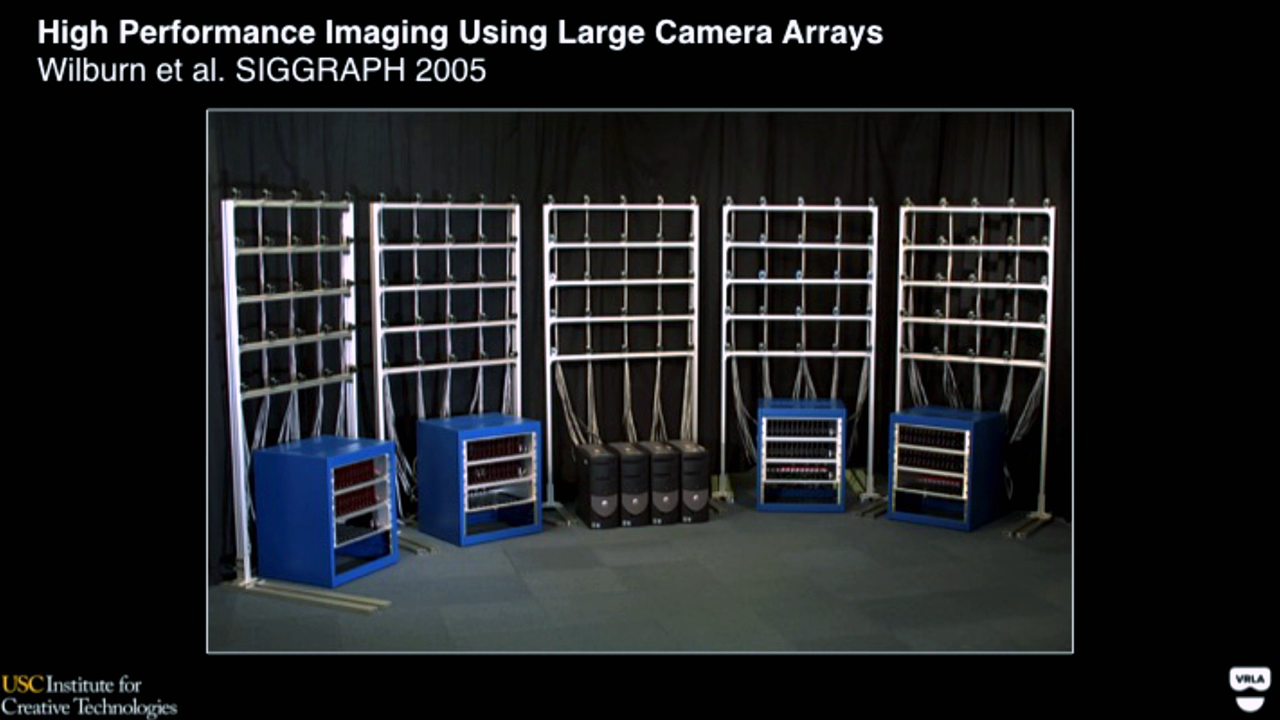 High Performance Imaging Using Large Camera Arrays
Wilburn et al. SIGGRAPH 2005
USC Institute for
Creative Technologies
VRLA